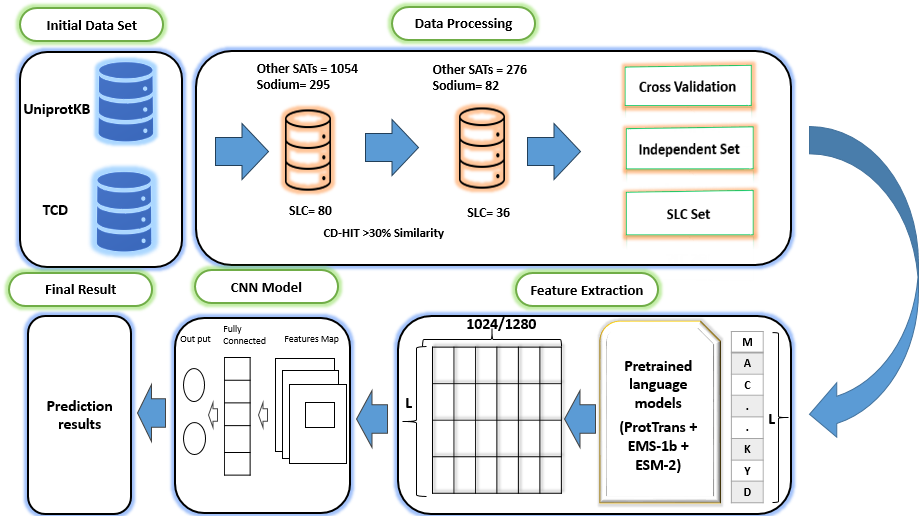 Initial Data Set
Data Processing
UniprotKB
TCD
Other SATs = 1054
Sodium= 295
SLC= 80
Other SATs = 276
Sodium= 82
SLC= 36
CD-HIT >30% Similarity
Cross Validation
Independent Set
SLC Set
Final Result
CNN Model
Feature Extraction
Prediction
results
Out put
Fully
Connected
Features Map
1024/1280
L
Pretrained
language
models
(ProtTrans +
EMS-1b +
ESM-2)
M
A
C
.
.
K
Y
D
L